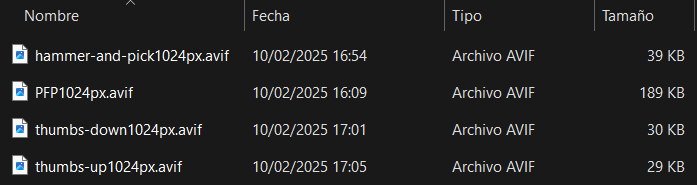 Nombre Fecha Tipo Tamaño
hammer-and-pick1024px.avif 10/02/2025 16:54 Archivo AVIF 39 KB
PFP1024px.avif 10/02/2025 16:09 Archivo AVIF 189 KB
thumbs-down1024px.avif 10/02/2025 17:01 Archivo AVIF 30 KB
thumbs-up1024px.avif 10/02/2025 17:05 Archivo AVIF 29 KB